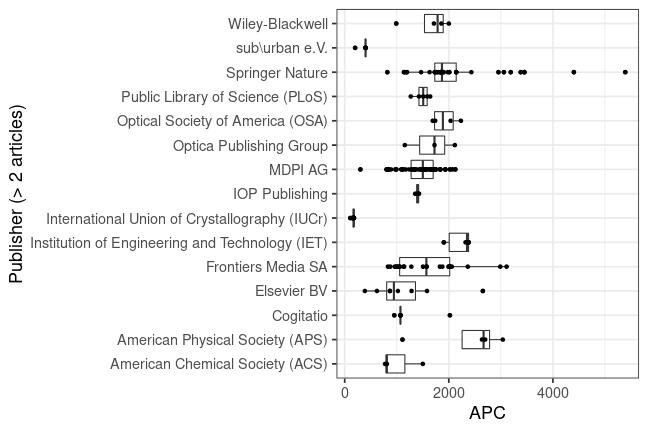 Publisher (> 2 articles)
Wiley-Blackwell
sub\urban e.V.
Springer Nature
Public Library of Science (PLoS)
Optical Society of America (OSA)
Optica Publishing Group
MDPI AG
IOP Publishing
International Union of Crystallography (IUCr)
Institution of Engineering and Technology (IET)
Frontiers Media SA
Elsevier BV
Cogitatio
American Physical Society (APS)
American Chemical Society (ACS)
0 2000 4000
APC